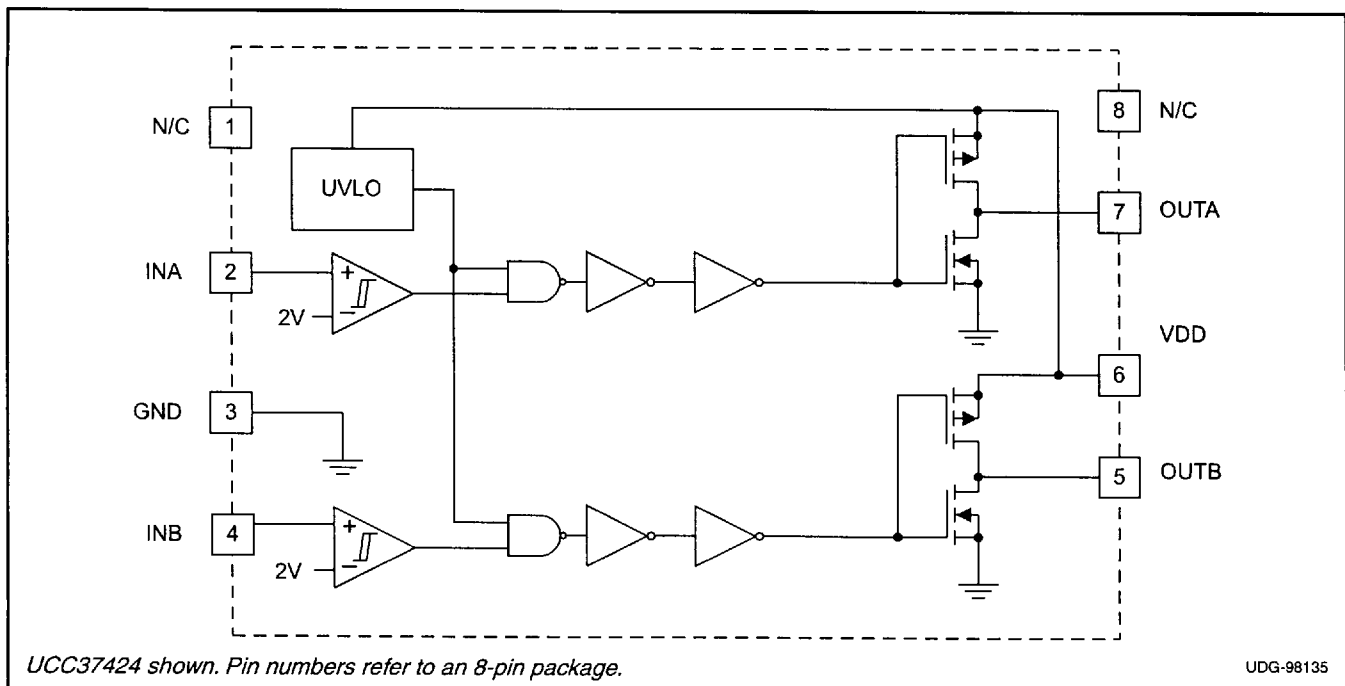 N/C 1
8 N/C
UVLO
7 OUTA
INA 2
+
2V −
VDD
6
GND 3
5 OUTB
INB 4
+
2V −
UCC37424 shown. Pin numbers refer to an 8-pin package.
UDG-98135